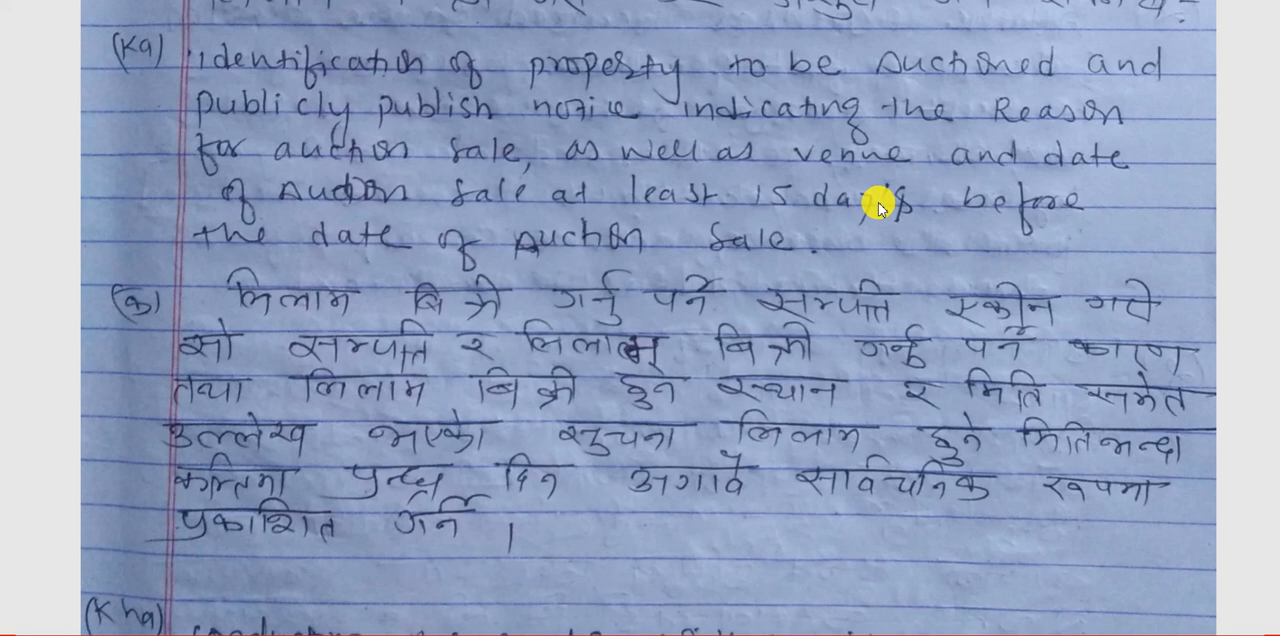 (Ka) identification of property to be Auctioned and
publicly publish notice indicating the Reason
for auction sale, as well as venue and date
of Auction sale at least 15 days before
the date of Auction sale.
(क) लिलाम बिक्री गर्नु पर्ने सम्पत्ति एकीन गरी
सो सम्पत्ति र लिलाम बिक्री गर्नु पर्ने कारण
तथा लिलाम बिक्री हुने स्थान र मिति समेत
उल्लेख भएको सुचना लिलाम हुने मितिभन्दा
कम्तिमा पन्ध्र दिन अगावै सार्वजनिक रूपमा
प्रकाशित गर्ने ।
(Kha)